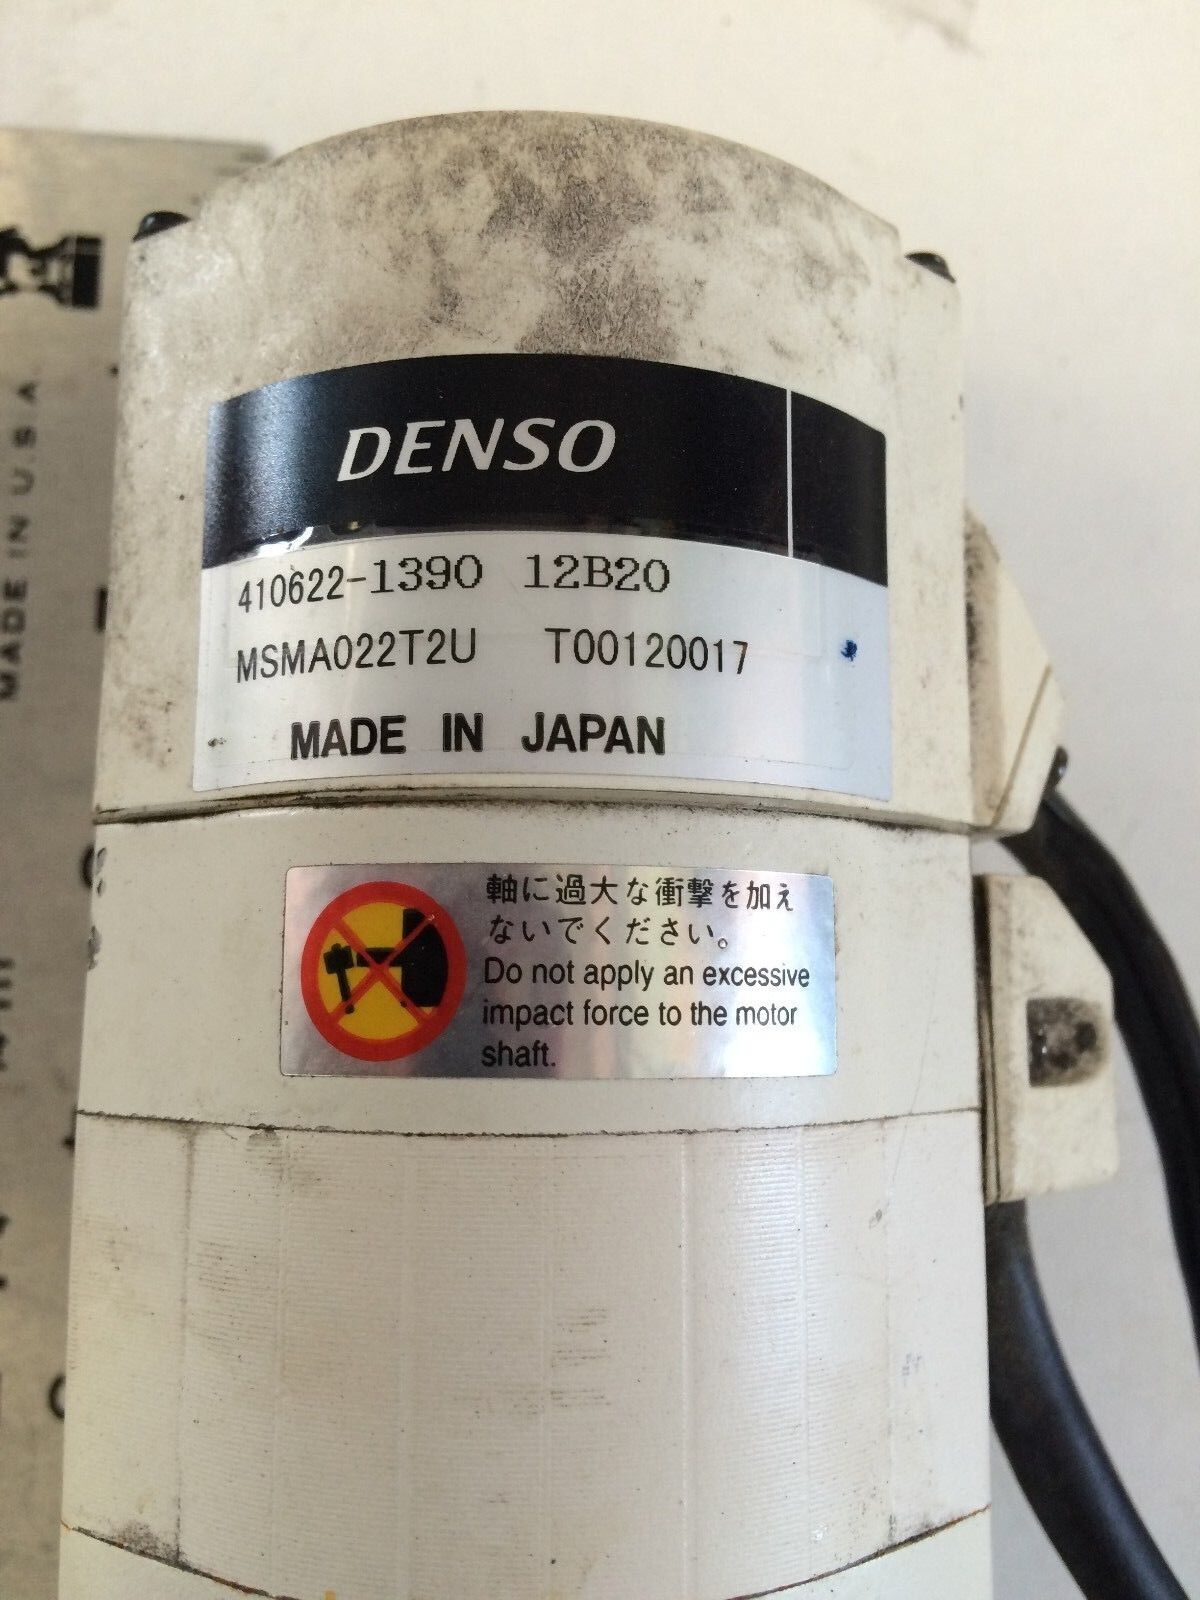 DENSO
410622-1390 12B20
MSMA022T2U T00120017
MADE IN JAPAN
軸に過大な衝撃を加え
ないでください。
Do not apply an excessive
impact force to the motor
shaft.
MADE IN U.S.A